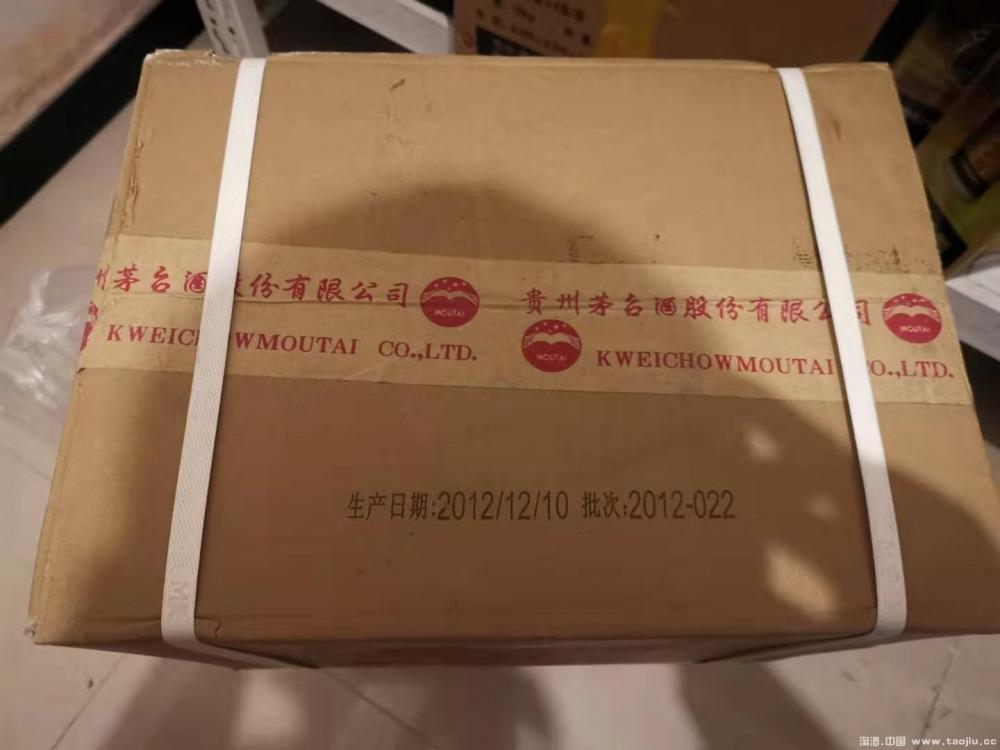 州茅台酒股份有限公司
MOUTAI
貴州茅台酒股份有限公司
MOUTAI
KWEICHOWMOUTAI CO.,LTD.
MOUTAI
KWEICHOWMOUTAI CO.,LTD.
生产日期:2012/12/10 批次:2012-022
淘酒.中国 www.taojiu.cc